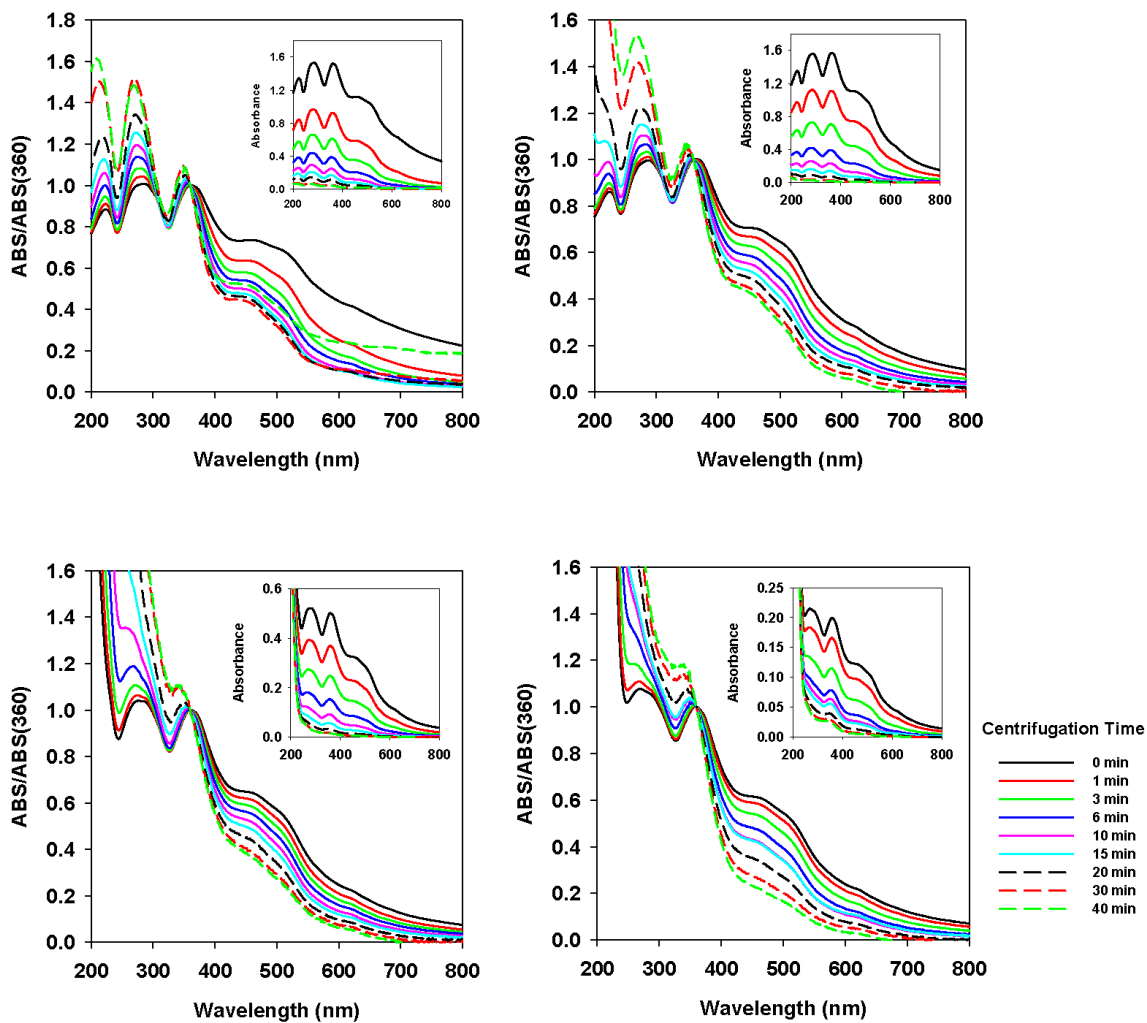 1.8
1.6
1.4
1.2
1.0
0.8
0.6
0.4
0.2
0.0
ABS/ABS(360)
200 300 400 500 600 700 800
Wavelength (nm)
1.6
1.2
0.8
0.4
0.0
Absorbance
200 400 600 800
1.6
1.4
1.2
1.0
0.8
0.6
0.4
0.2
0.0
ABS/ABS(360)
200 300 400 500 600 700 800
Wavelength (nm)
1.6
1.2
0.8
0.4
0.0
Absorbance
200 400 600 800
1.6
1.4
1.2
1.0
0.8
0.6
0.4
0.2
0.0
ABS/ABS(360)
200 300 400 500 600 700 800
Wavelength (nm)
0.6
0.4
0.2
0.0
Absorbance
200 400 600 800
1.6
1.4
1.2
1.0
0.8
0.6
0.4
0.2
0.0
ABS/ABS(360)
200 300 400 500 600 700 800
Wavelength (nm)
0.25
0.20
0.15
0.10
0.05
0.00
Absorbance
200 400 600 800
Centrifugation Time
0 min
1 min
3 min
6 min
10 min
15 min
20 min
30 min
40 min